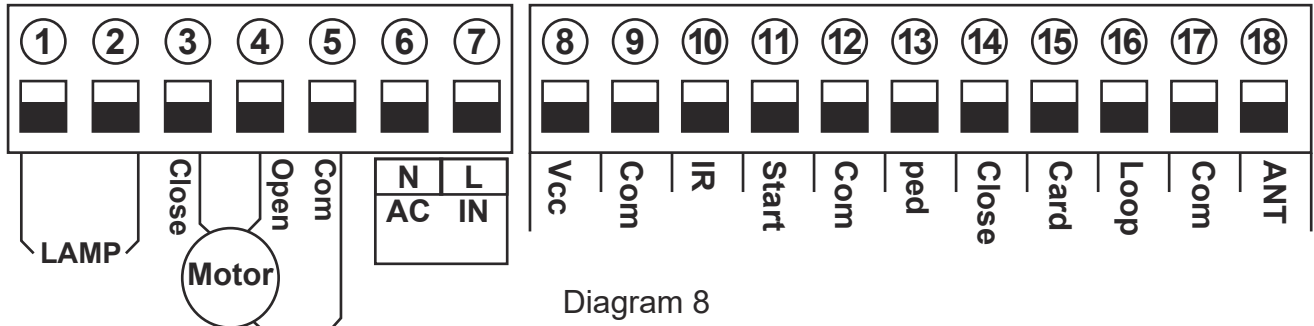 1 2 3 4 5 6 7 8 9 10 11 12 13 14 15 16 17 18
LAMP Close Open Com N L Vcc Com IR Start Com ped Close Card Loop Com ANT
AC IN
Motor
Diagram 8